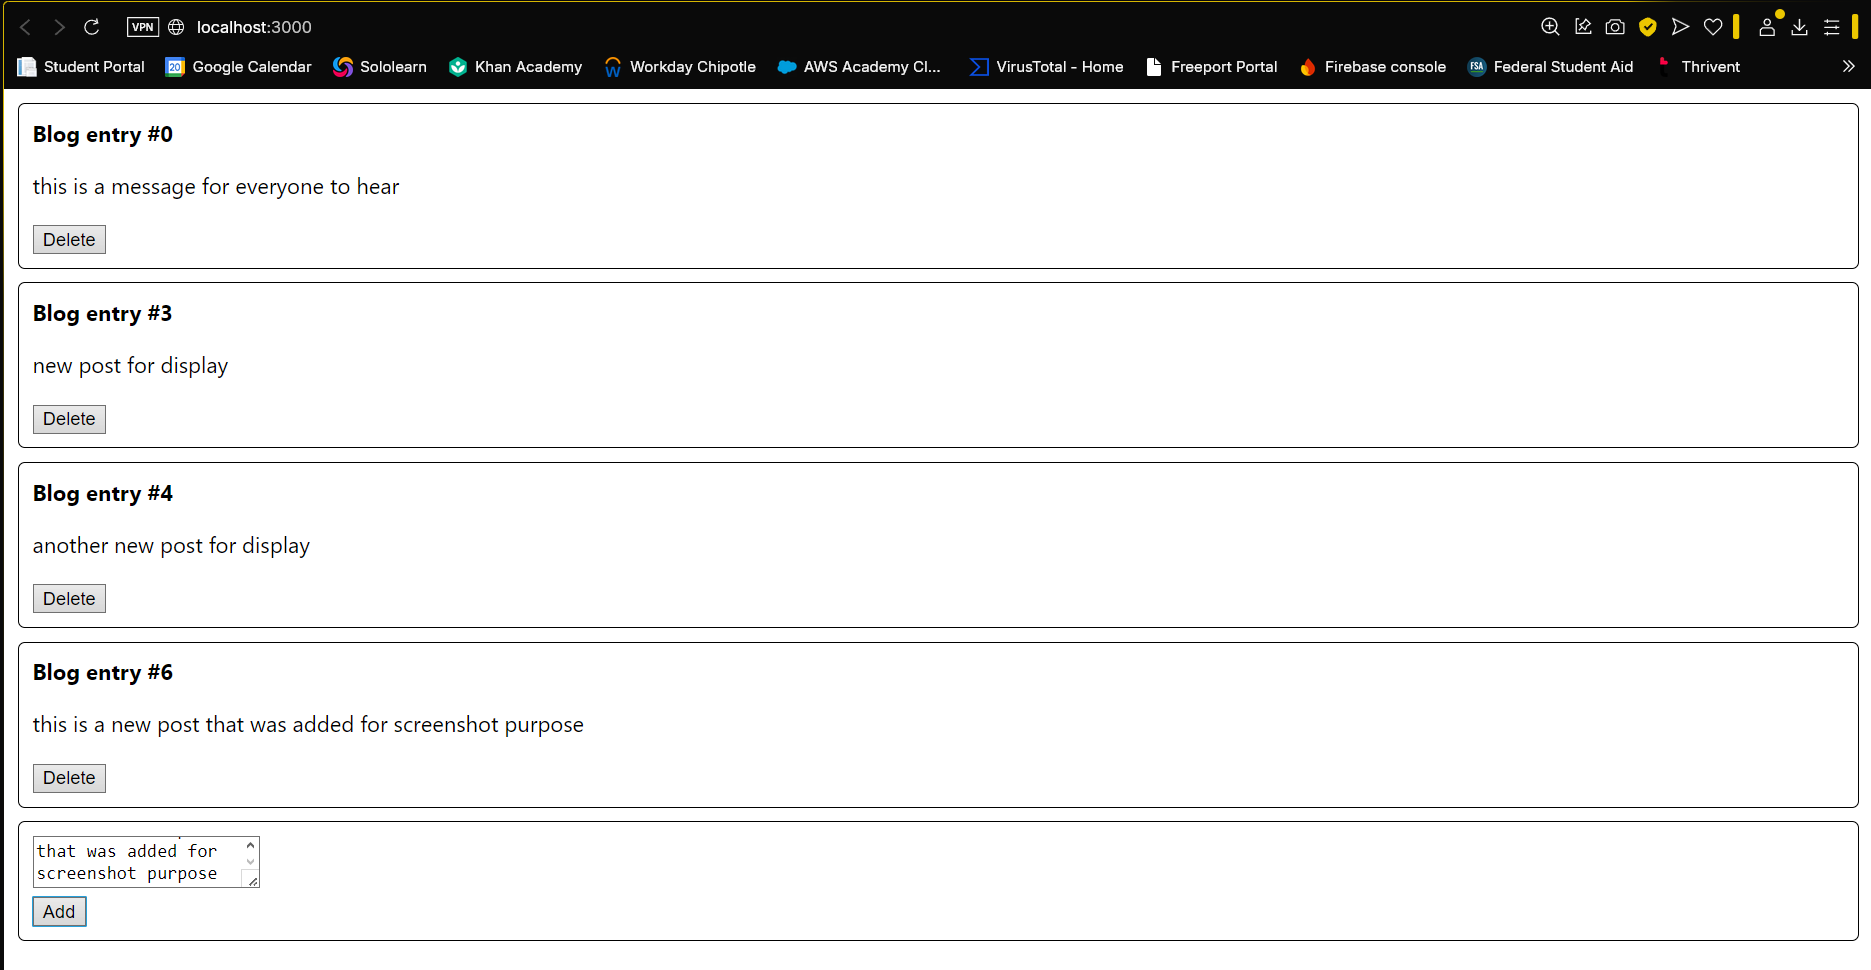 VPN localhost:3000
Student Portal 20 Google Calendar Sololearn Khan Academy W Workday Chipotle AWS Academy Cl... VirusTotal - Home Freeport Portal Firebase console FSA Federal Student Aid Thrivent
Blog entry #0
this is a message for everyone to hear
Delete
Blog entry #3
new post for display
Delete
Blog entry #4
another new post for display
Delete
Blog entry #6
this is a new post that was added for screenshot purpose
Delete
that was added for
screenshot purpose
Add